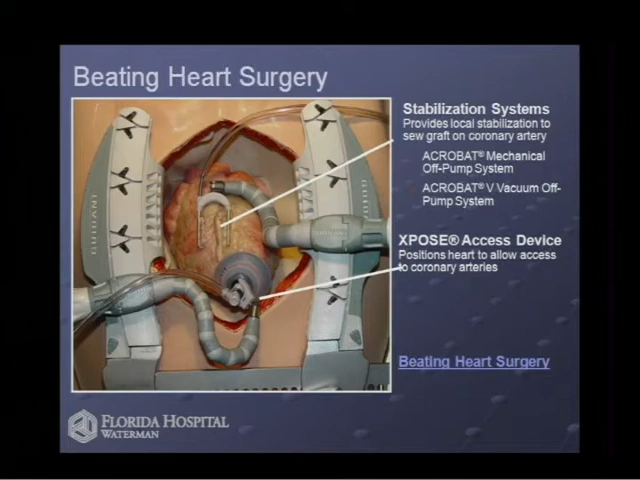 Beating Heart Surgery
Stabilization Systems
Provides local stabilization to
sew graft on coronary artery
ACROBAT® Mechanical
Off-Pump System
ACROBAT® V Vacuum Off-
Pump System
XPOSE® Access Device
Positions heart to allow access
to coronary arteries
Beating Heart Surgery
GUIDANT
FLORIDA HOSPITAL
WATERMAN